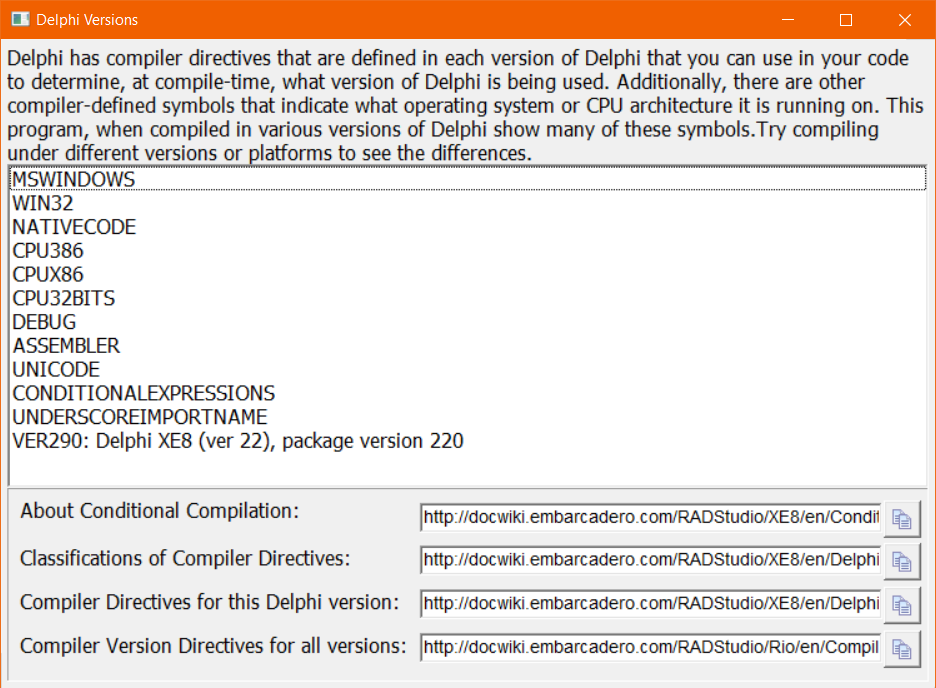 Delphi Versions
Delphi has compiler directives that are defined in each version of Delphi that you can use in your code
to determine, at compile-time, what version of Delphi is being used. Additionally, there are other
compiler-defined symbols that indicate what operating system or CPU architecture it is running on. This
program, when compiled in various versions of Delphi show many of these symbols.Try compiling
under different versions or platforms to see the differences.
MSWINDOWS
WIN32
NATIVECODE
CPU386
CPUX86
CPU32BITS
DEBUG
ASSEMBLER
UNICODE
CONDITIONALEXPRESSIONS
UNDERSCOREIMPORTNAME
VER290: Delphi XE8 (ver 22), package version 220
About Conditional Compilation: http://docwiki.embarcadero.com/RADStudio/XE8/en/Condit
Classifications of Compiler Directives: http://docwiki.embarcadero.com/RADStudio/XE8/en/Delphi
Compiler Directives for this Delphi version: http://docwiki.embarcadero.com/RADStudio/XE8/en/Delphi
Compiler Version Directives for all versions: http://docwiki.embarcadero.com/RADStudio/Rio/en/Compil